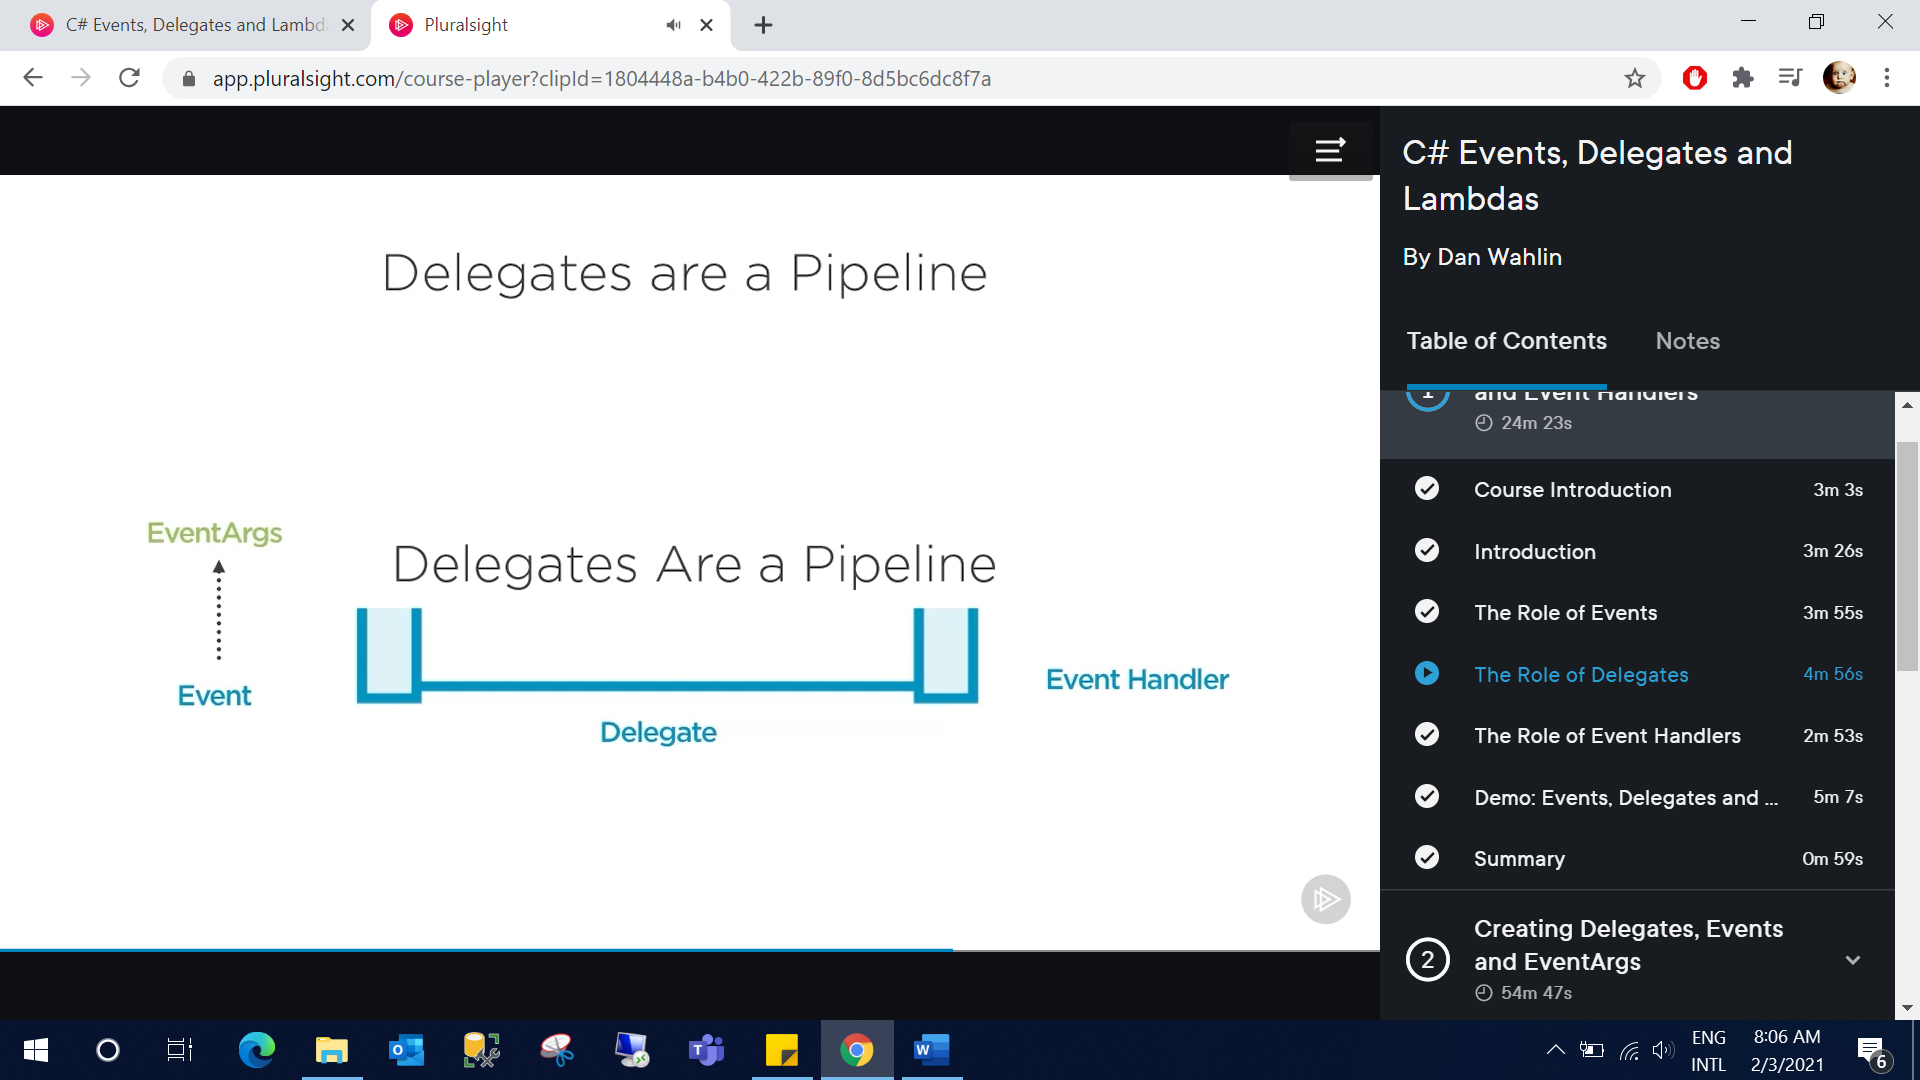 C# Events, Delegates and Lambd
Pluralsight
app.pluralsight.com/course-player?clipId=1804448a-b4b0-422b-89f0-8d5bc6dc8f7a
Delegates are a Pipeline
EventArgs
Delegates Are a Pipeline
Event
Event Handler
Delegate
C# Events, Delegates and
Lambdas
By Dan Wahlin
Table of Contents
Notes
1
and Event Handlers
24m 23s
Course Introduction
3m 3s
Introduction
3m 26s
The Role of Events
3m 55s
The Role of Delegates
4m 56s
The Role of Event Handlers
2m 53s
Demo: Events, Delegates and ...
5m 7s
Summary
0m 59s
2
Creating Delegates, Events
and EventArgs
54m 47s
ENG
INTL
8:06 AM
2/3/2021
6